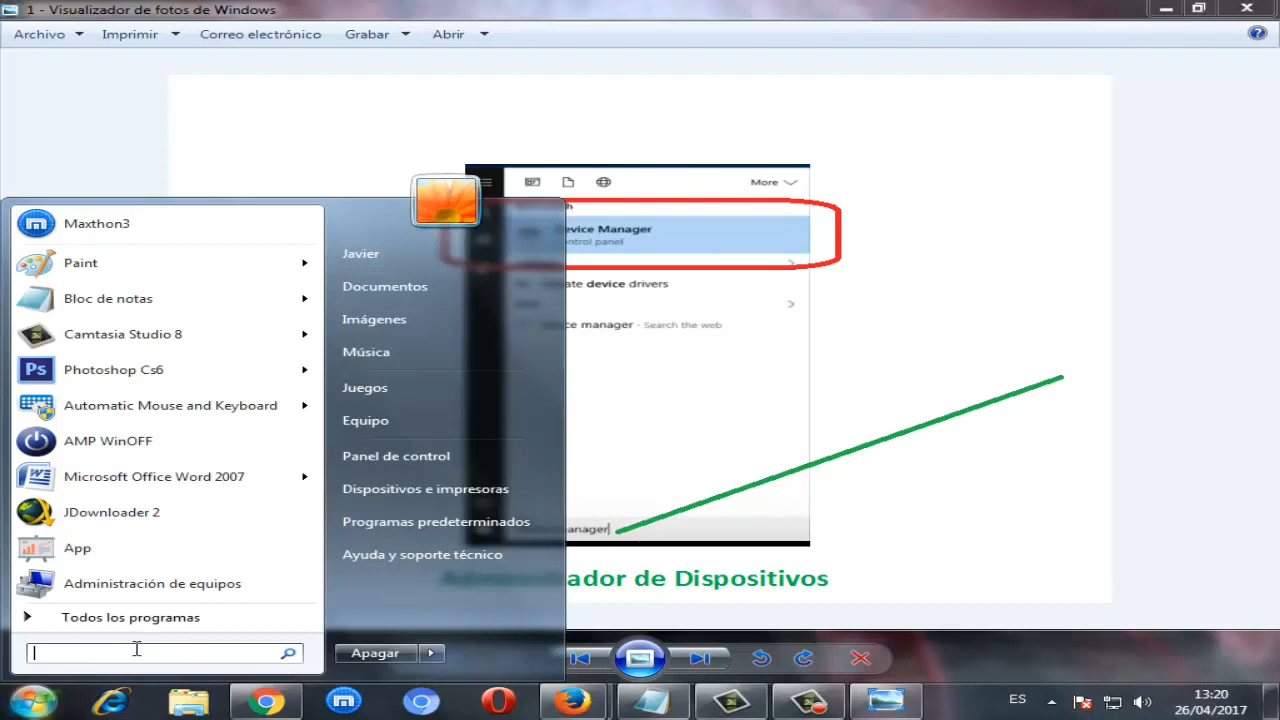 1 - Visualizador de fotos de Windows
Archivo Imprimir Correo electrónico Grabar Abrir
More
Device Manager
control panel
device drivers
manager - Search the web
manager
de Dispositivos
Maxthon3
Paint
Bloc de notas
Camtasia Studio 8
Photoshop Cs6
Ps
Automatic Mouse and Keyboard
AMP WinOFF
Microsoft Office Word 2007
JDownloader 2
App
Administración de equipos
Todos los programas
Javier
Documentos
Imágenes
Música
Juegos
Equipo
Panel de control
Dispositivos e impresoras
Programas predeterminados
Ayuda y soporte técnico
Apagar
ES
13:20
26/04/2017